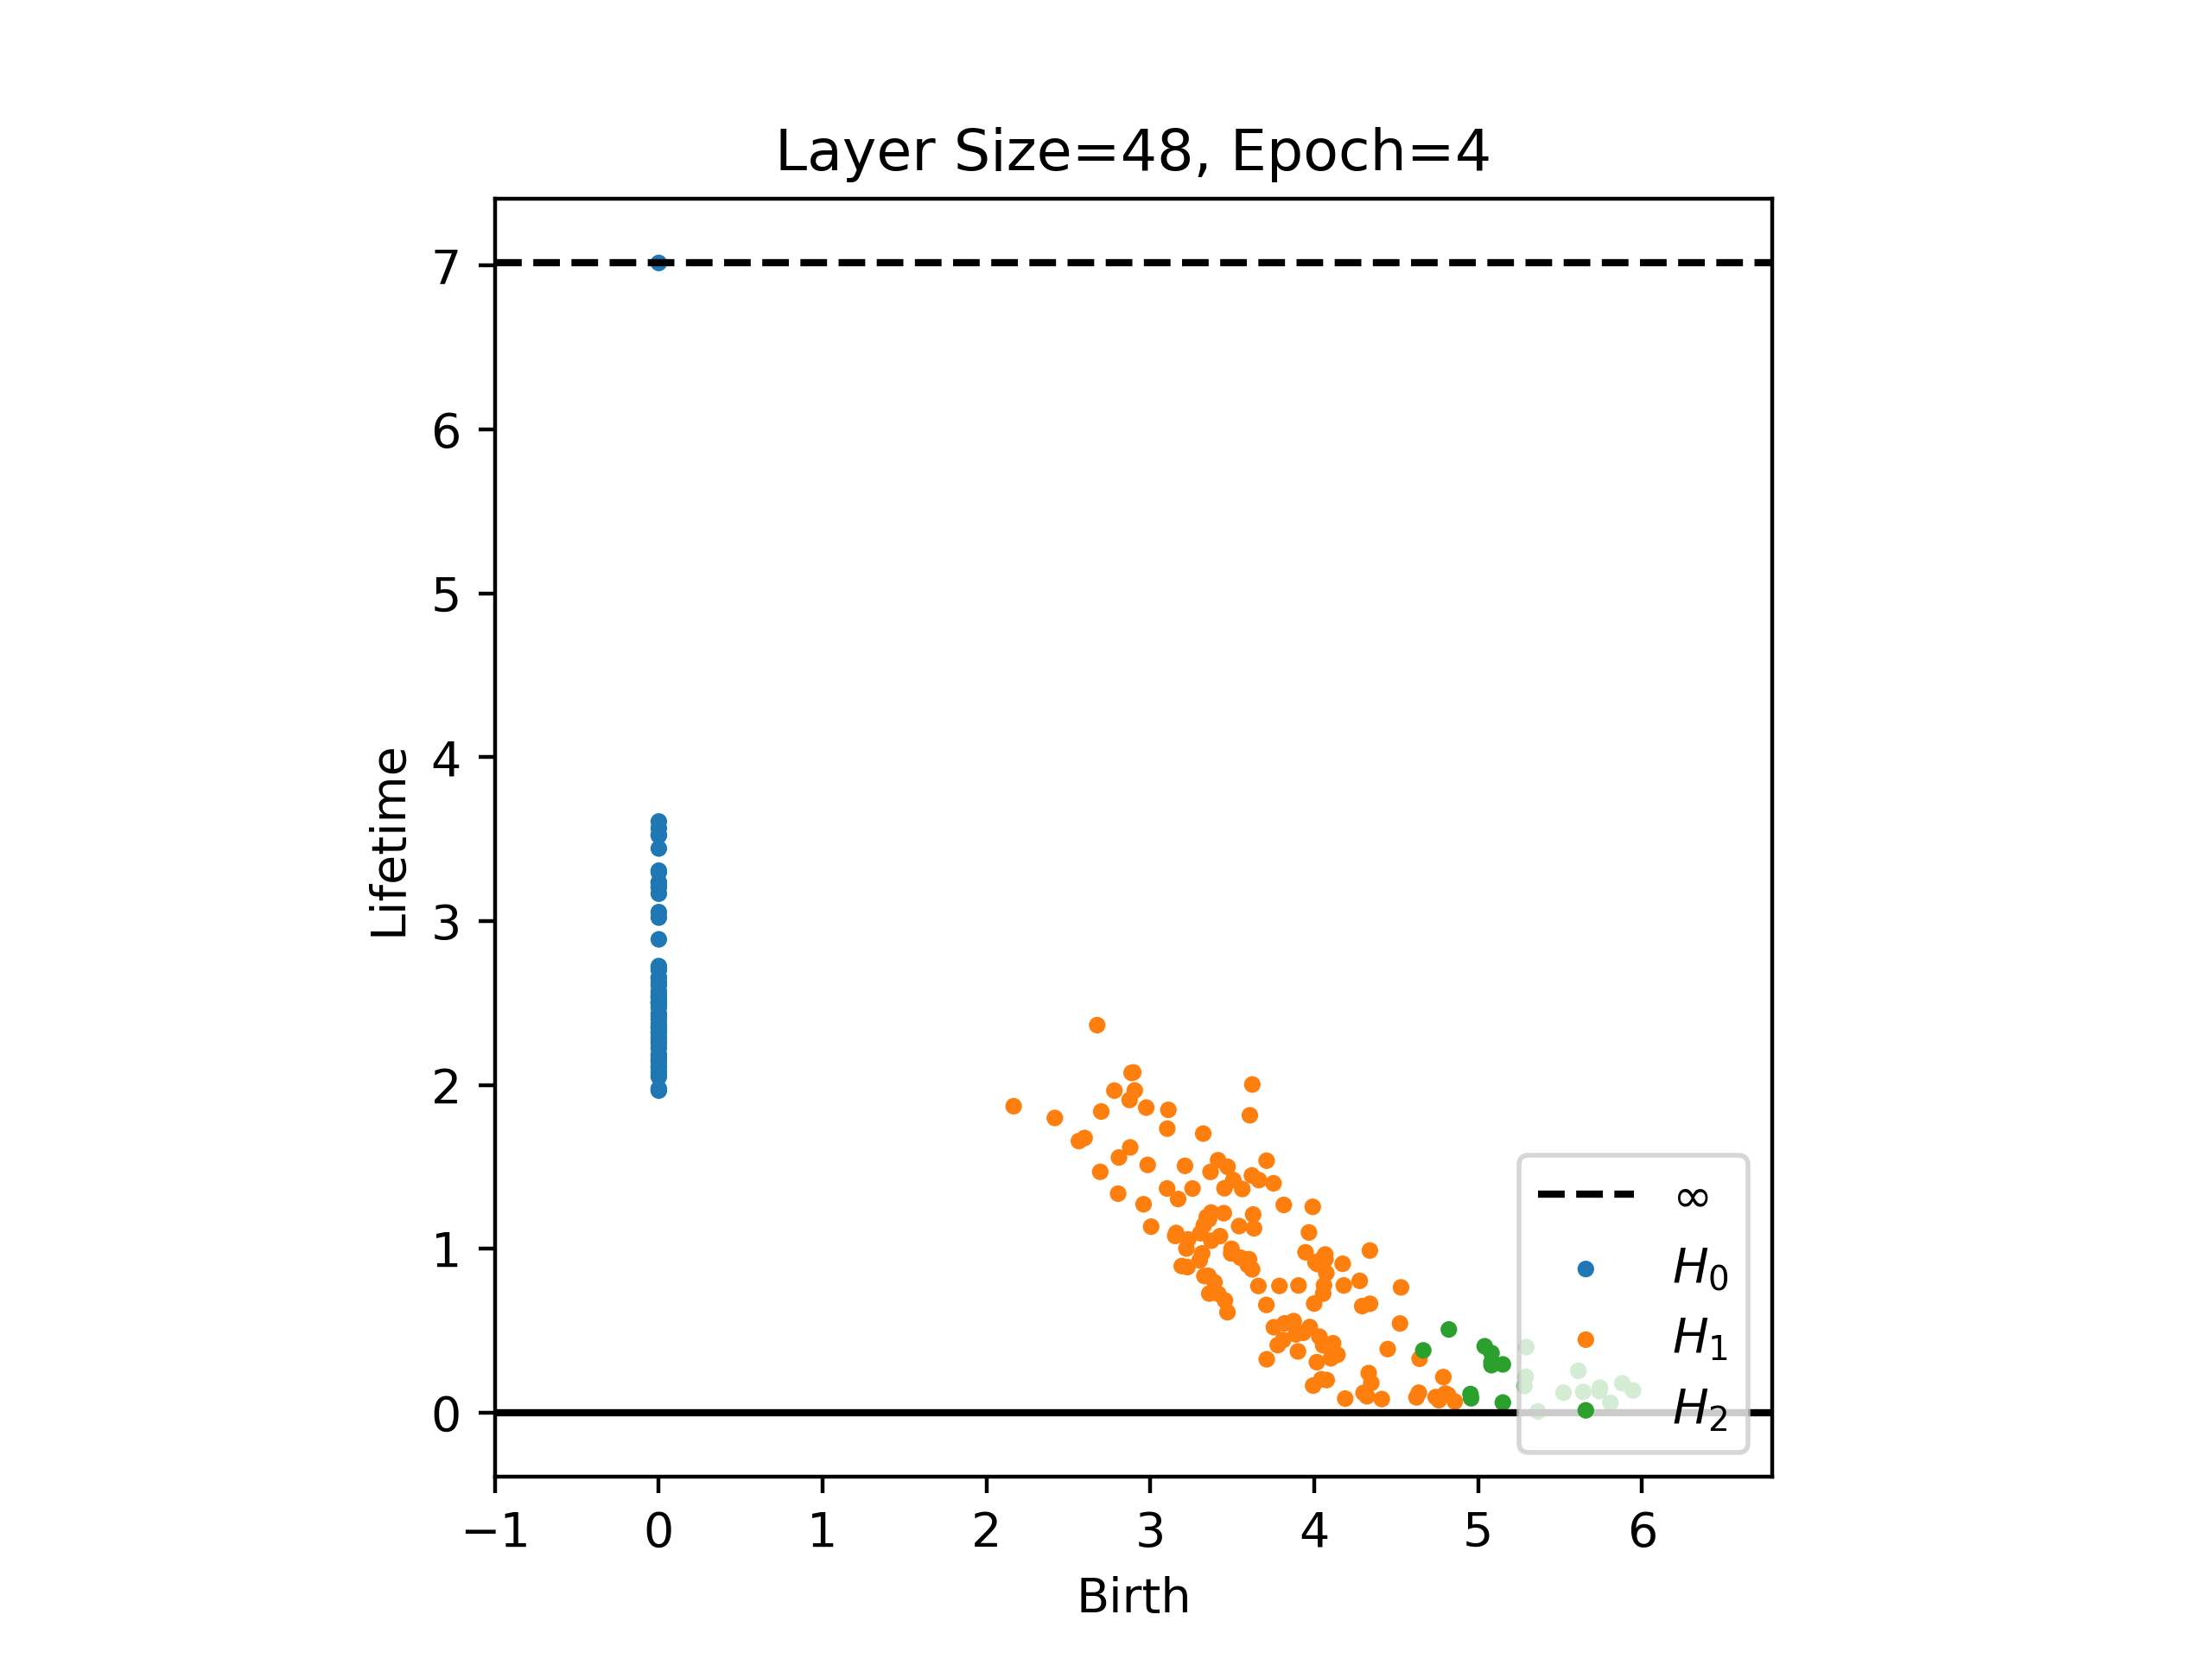 Layer Size=48, Epoch=4
7
6
5
4
3
2
1
0
Lifetime
∞
H₀
H₁
H₂
−1 0 1 2 3 4 5 6
Birth